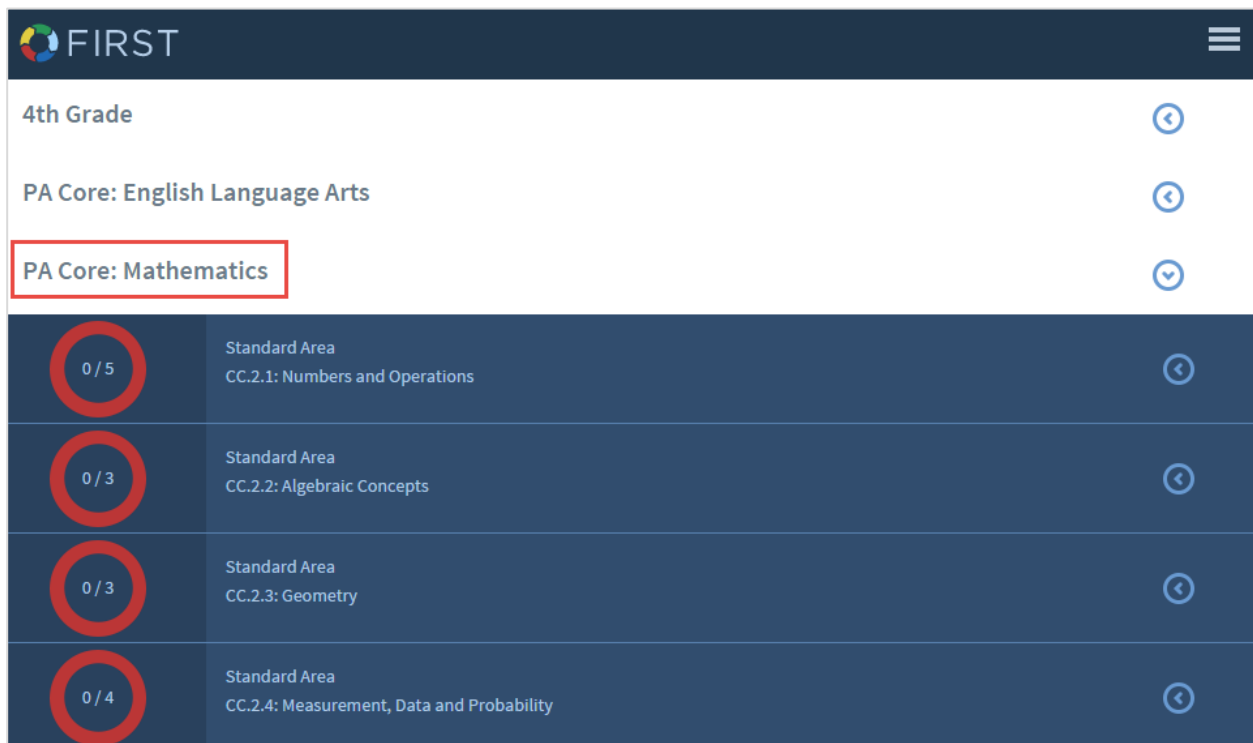 FIRST
4th Grade
PA Core: English Language Arts
PA Core: Mathematics
0 / 5
Standard Area
CC.2.1: Numbers and Operations
0 / 3
Standard Area
CC.2.2: Algebraic Concepts
0 / 3
Standard Area
CC.2.3: Geometry
0 / 4
Standard Area
CC.2.4: Measurement, Data and Probability